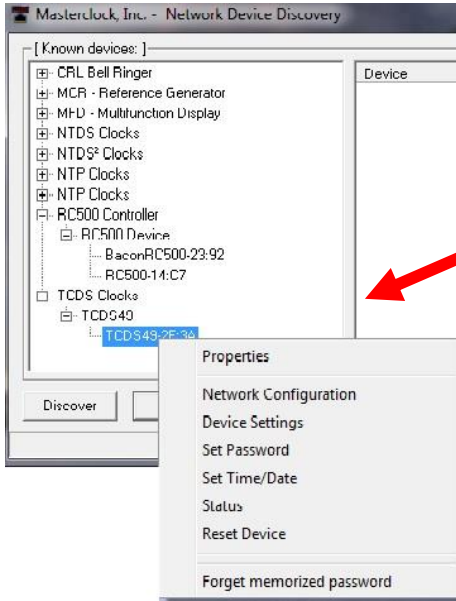 Masterclock, Inc. - Network Device Discovery
[ Known devices: ]
CRL Bell Ringer
MCR - Reference Generator
MFD - Multifunction Display
NTDS Clocks
NTDS² Clocks
NTP Clocks
NTP Clocks
RC500 Controller
RC500 Device
BaconRC500-23:92
RC500-14:C7
TCDS Clocks
TCDS49
TCDS49-2E:3A
Device
Discover
Properties
Network Configuration
Device Settings
Set Password
Set Time/Date
Status
Reset Device
Forget memorized password